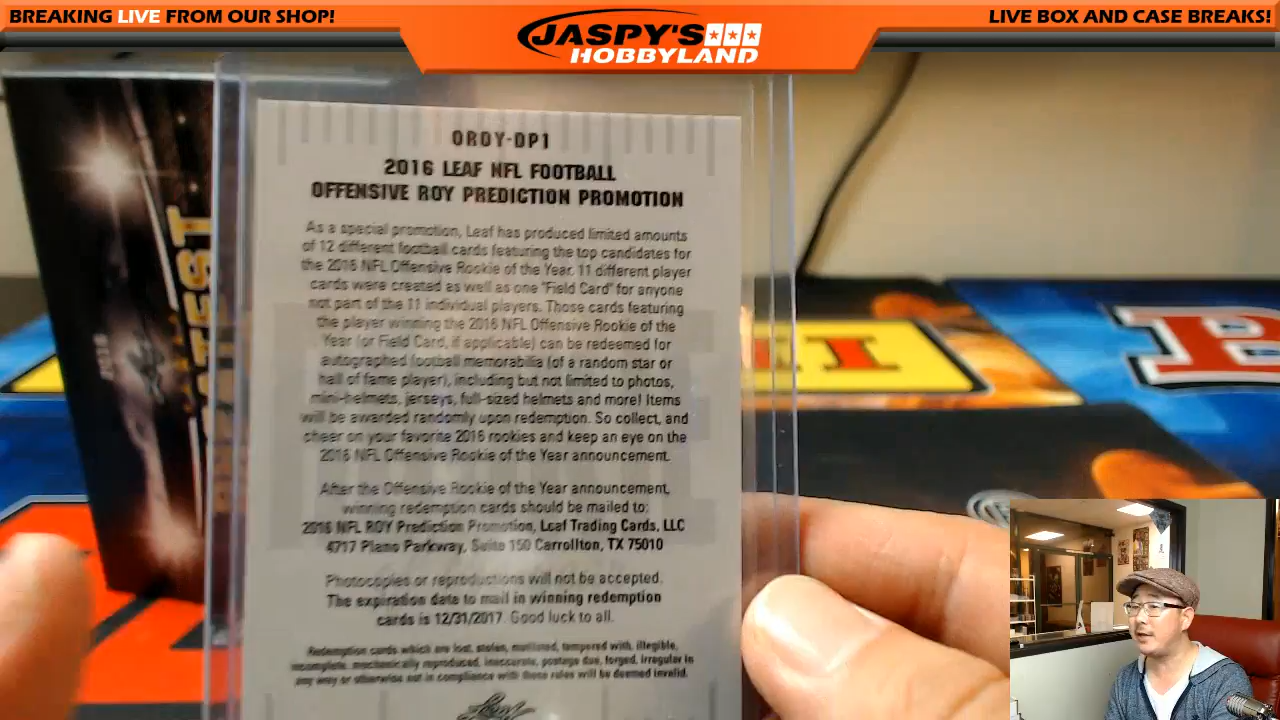 BREAKING LIVE FROM OUR SHOP!
JASPY'S
HOBBYLAND
LIVE BOX AND CASE BREAKS!
OROY-DP1
2016 LEAF NFL FOOTBALL
OFFENSIVE ROY PREDICTION PROMOTION
As a special promotion, Leaf has produced limited amounts
of 12 different football cards featuring the top candidates for
the 2016 NFL Offensive Rookie of the Year. 11 different player
cards were created as well as one "Field Card" for anyone
not part of the 11 individual players. Those cards featuring
the player winning the 2016 NFL Offensive Rookie of the
Year (or Field Card, if applicable) can be redeemed for
autographed football memorabilia (of a random star or
hall of fame player), including but not limited to photos,
mini-helmets, jerseys, full-sized helmets and more! Items
will be awarded randomly upon redemption. So collect, and
cheer on your favorite 2016 rookies and keep an eye on the
2016 NFL Offensive Rookie of the Year announcement.
After the Offensive Rookie of the Year announcement,
winning redemption cards should be mailed to:
2016 NFL ROY Prediction Promotion, Leaf Trading Cards, LLC
4717 Plano Parkway, Suite 150 Carrollton, TX 75010
Photocopies or reproductions will not be accepted.
The expiration date to mail in winning redemption
cards is 12/31/2017. Good luck to all.
Redemption cards which are lost, stolen, mutilated, tampered with, illegible,
incomplete, mechanically reproduced, inaccurate, postage due, forged, irregular in
any way or otherwise not in compliance with these rules will be deemed invalid.
Leaf